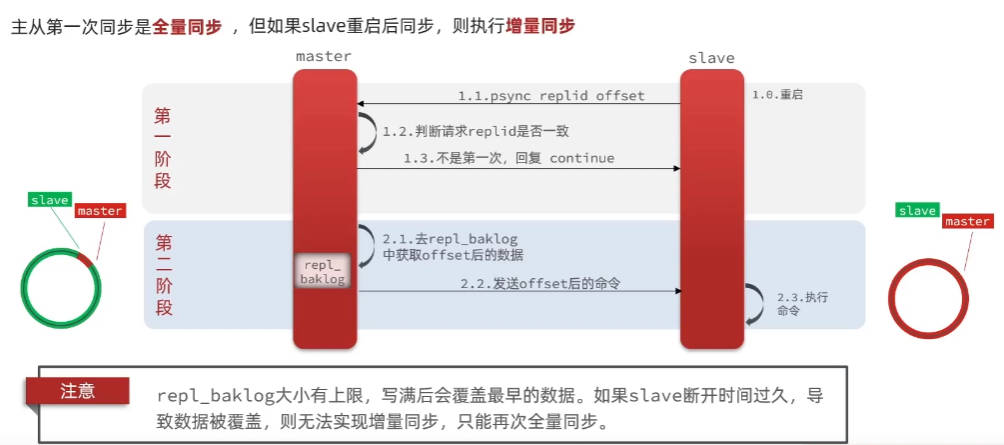 主从第一次同步是全量同步，但如果slave重启后同步，则执行增量同步
master
slave
第一阶段
1.0.重启
1.1.psync replid offset
1.2.判断请求replid是否一致
1.3.不是第一次，回复 continue
slave
master
slave
master
第二阶段
2.1.去repl_baklog
中获取offset后的数据
repl_
baklog
2.2.发送offset后的命令
2.3.执行
命令
注意
repl_baklog大小有上限，写满后会覆盖最早的数据。如果slave断开时间过久，导
致数据被覆盖，则无法实现增量同步，只能再次全量同步。